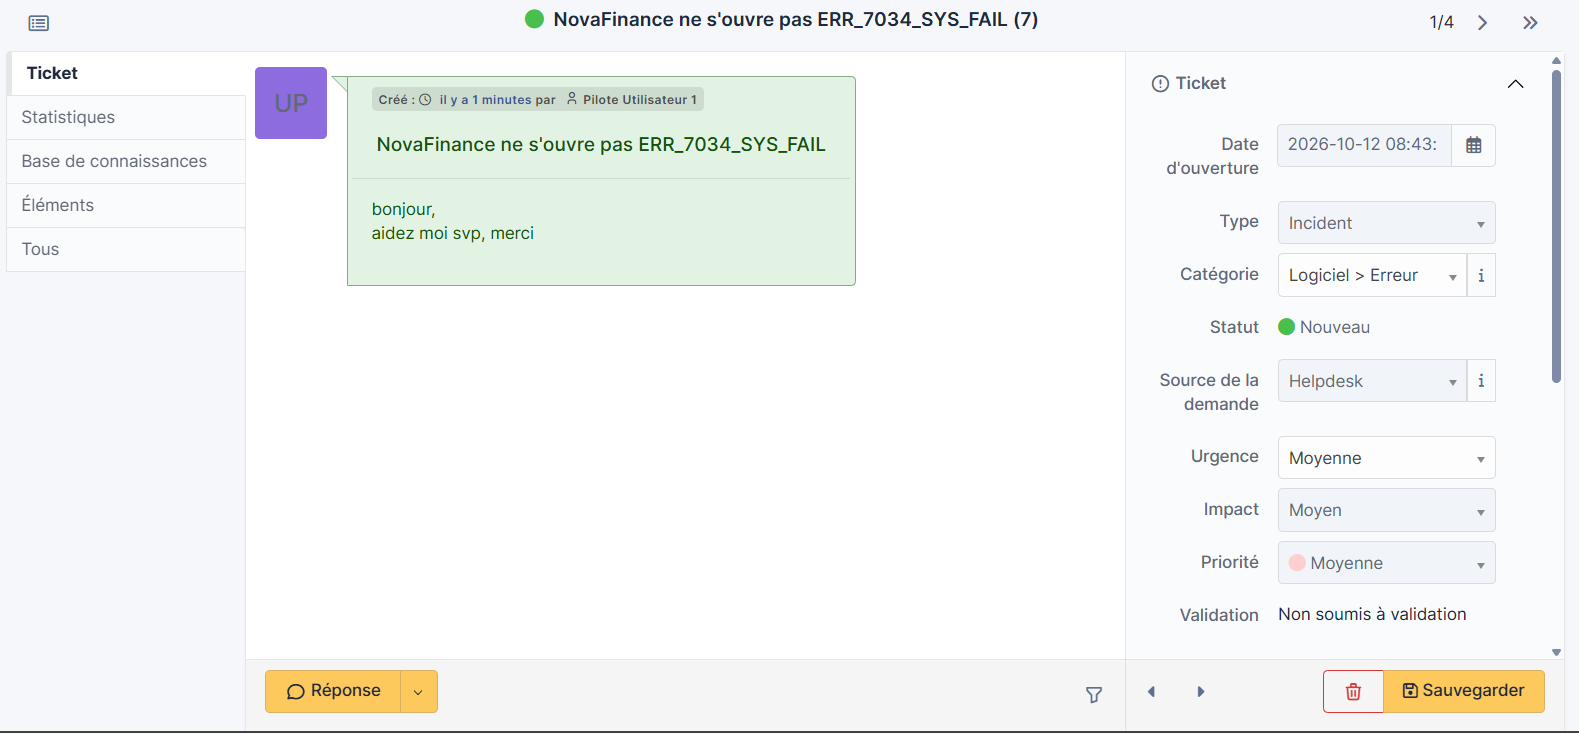 NovaFinance ne s'ouvre pas ERR_7034_SYS_FAIL (7)
1/4
Ticket
Statistiques
Base de connaissances
Éléments
Tous
UP
Créé : il y a 1 minutes par Pilote Utilisateur 1
NovaFinance ne s'ouvre pas ERR_7034_SYS_FAIL
bonjour,
aidez moi svp, merci
Réponse
Ticket
Date d'ouverture
2026-10-12 08:43:
Type
Incident
Catégorie
Logiciel > Erreur
i
Statut
Nouveau
Source de la demande
Helpdesk
i
Urgence
Moyenne
Impact
Moyen
Priorité
Moyenne
Validation
Non soumis à validation
Sauvegarder